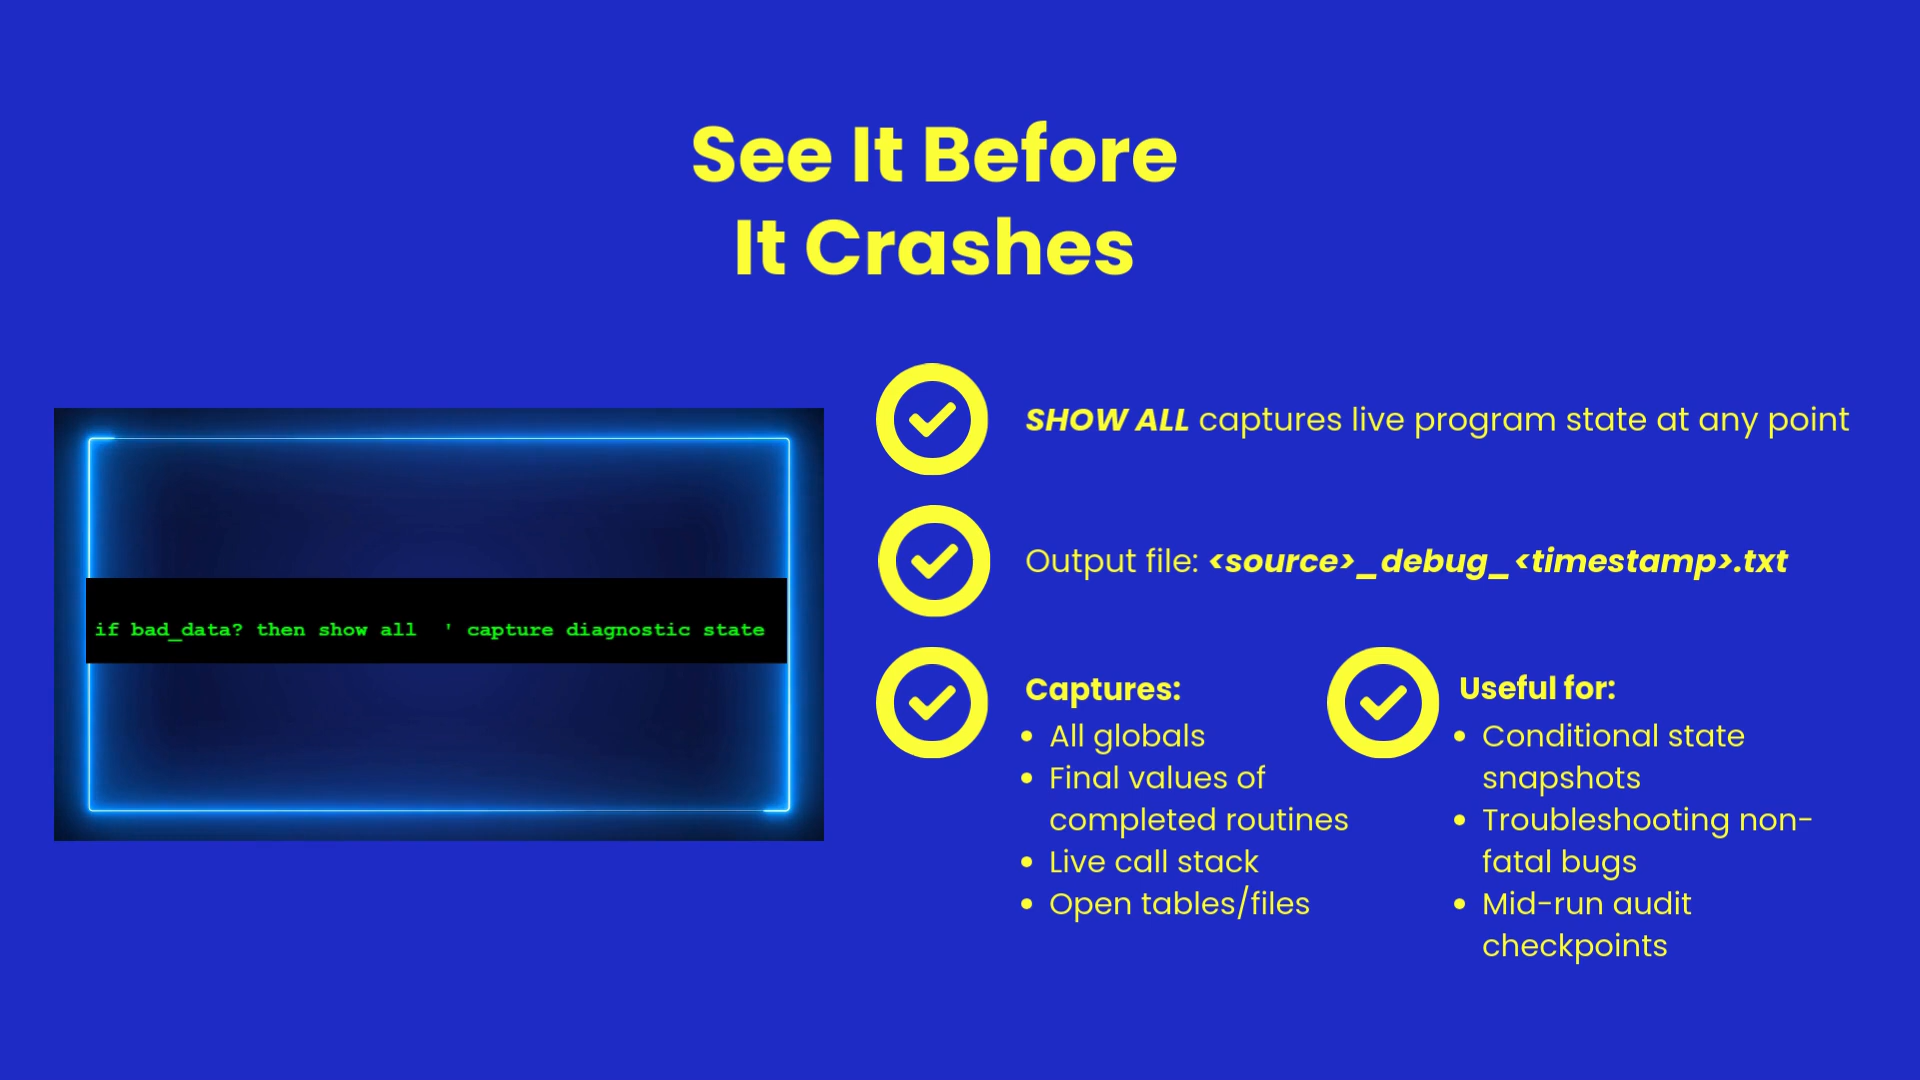 See It Before
It Crashes
if bad_data? then show all  ' capture diagnostic state
SHOW ALL captures live program state at any point
Output file: <source>_debug_<timestamp>.txt
Captures:
• All globals
• Final values of
completed routines
• Live call stack
• Open tables/files
Useful for:
• Conditional state
snapshots
• Troubleshooting non-
fatal bugs
• Mid-run audit
checkpoints